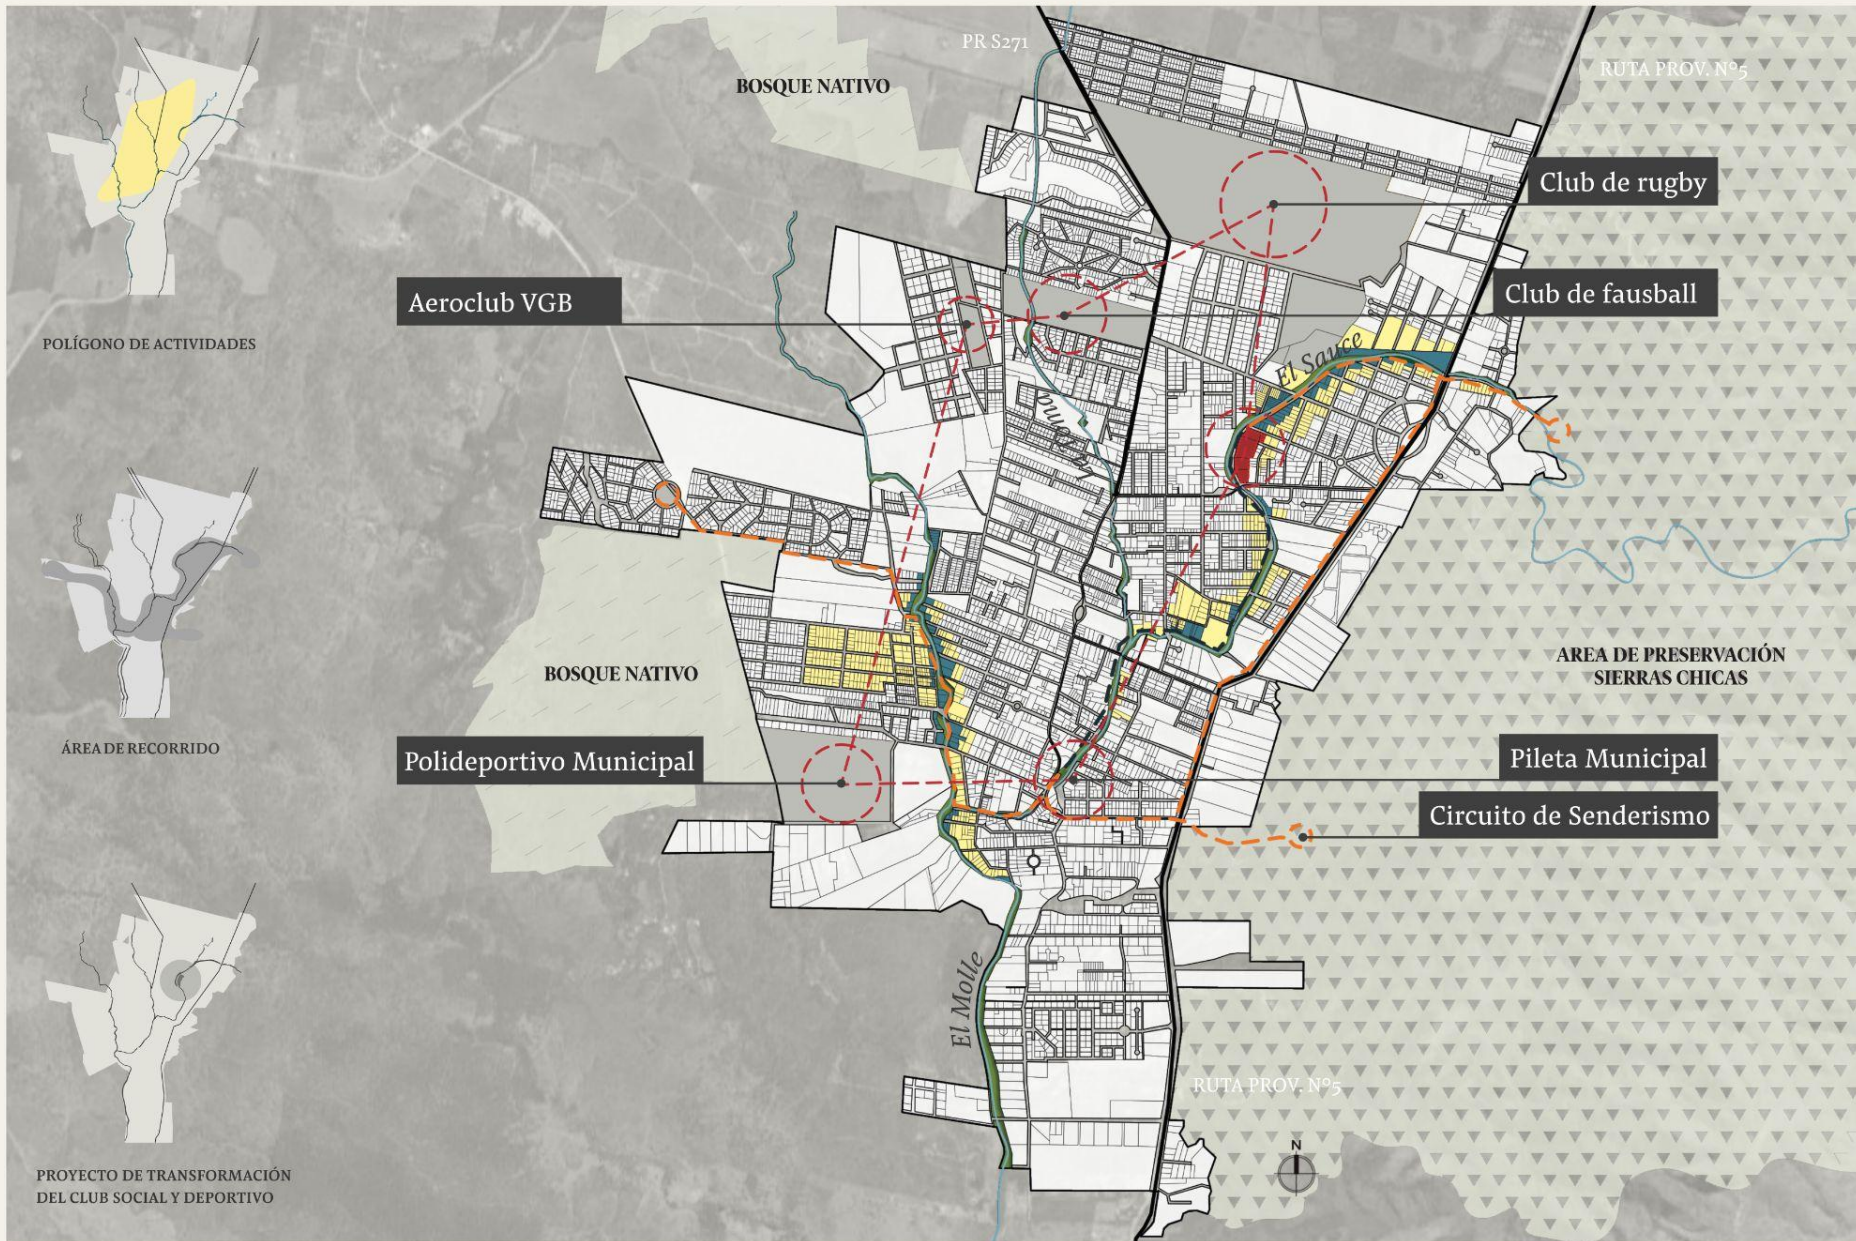 PR S271
BOSQUE NATIVO
RUTA PROV. Nº5
Club de rugby
Aeroclub VGB
Club de fausball
POLÍGONO DE ACTIVIDADES
El Sauce
BOSQUE NATIVO
AREA DE PRESERVACIÓN
SIERRAS CHICAS
ÁREA DE RECORRIDO
Polideportivo Municipal
Pileta Municipal
Circuito de Senderismo
El Molle
RUTA PROV. Nº5
N
PROYECTO DE TRANSFORMACIÓN
DEL CLUB SOCIAL Y DEPORTIVO